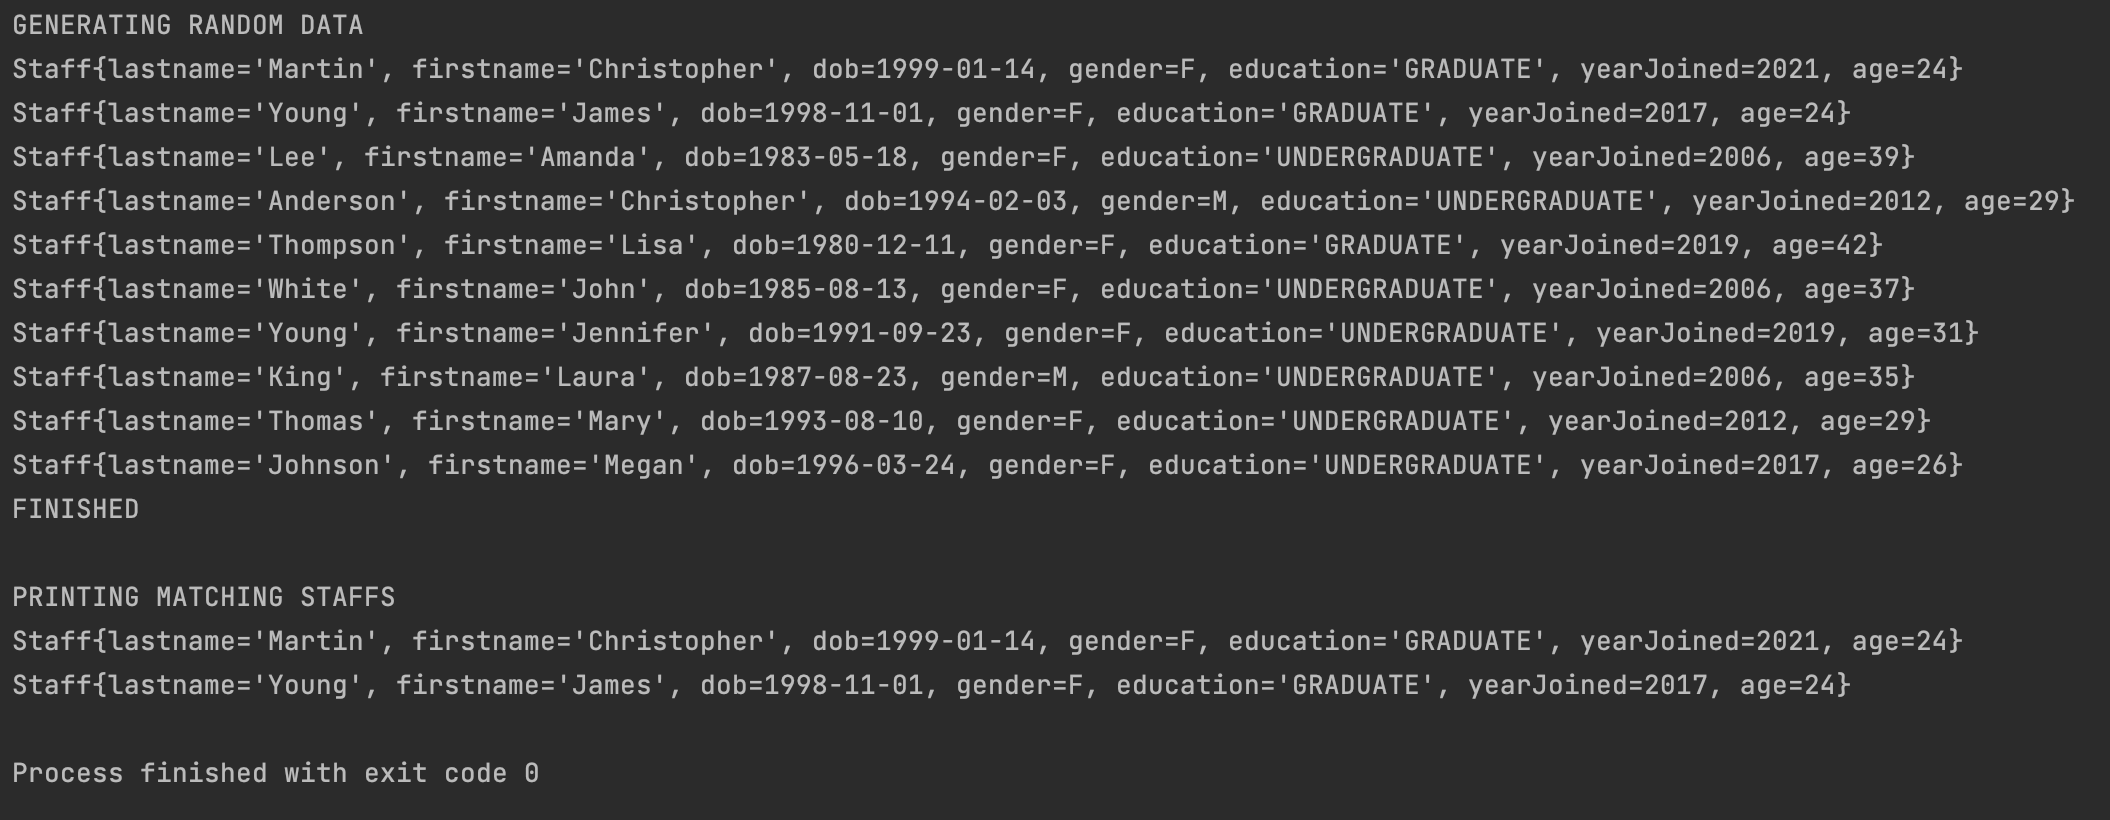 GENERATING RANDOM DATA
Staff{lastname='Martin', firstname='Christopher', dob=1999-01-14, gender=F, education='GRADUATE', yearJoined=2021, age=24}
Staff{lastname='Young', firstname='James', dob=1998-11-01, gender=F, education='GRADUATE', yearJoined=2017, age=24}
Staff{lastname='Lee', firstname='Amanda', dob=1983-05-18, gender=F, education='UNDERGRADUATE', yearJoined=2006, age=39}
Staff{lastname='Anderson', firstname='Christopher', dob=1994-02-03, gender=M, education='UNDERGRADUATE', yearJoined=2012, age=29}
Staff{lastname='Thompson', firstname='Lisa', dob=1980-12-11, gender=F, education='GRADUATE', yearJoined=2019, age=42}
Staff{lastname='White', firstname='John', dob=1985-08-13, gender=F, education='UNDERGRADUATE', yearJoined=2006, age=37}
Staff{lastname='Young', firstname='Jennifer', dob=1991-09-23, gender=F, education='UNDERGRADUATE', yearJoined=2019, age=31}
Staff{lastname='King', firstname='Laura', dob=1987-08-23, gender=M, education='UNDERGRADUATE', yearJoined=2006, age=35}
Staff{lastname='Thomas', firstname='Mary', dob=1993-08-10, gender=F, education='UNDERGRADUATE', yearJoined=2012, age=29}
Staff{lastname='Johnson', firstname='Megan', dob=1996-03-24, gender=F, education='UNDERGRADUATE', yearJoined=2017, age=26}
FINISHED

PRINTING MATCHING STAFFS
Staff{lastname='Martin', firstname='Christopher', dob=1999-01-14, gender=F, education='GRADUATE', yearJoined=2021, age=24}
Staff{lastname='Young', firstname='James', dob=1998-11-01, gender=F, education='GRADUATE', yearJoined=2017, age=24}

Process finished with exit code 0